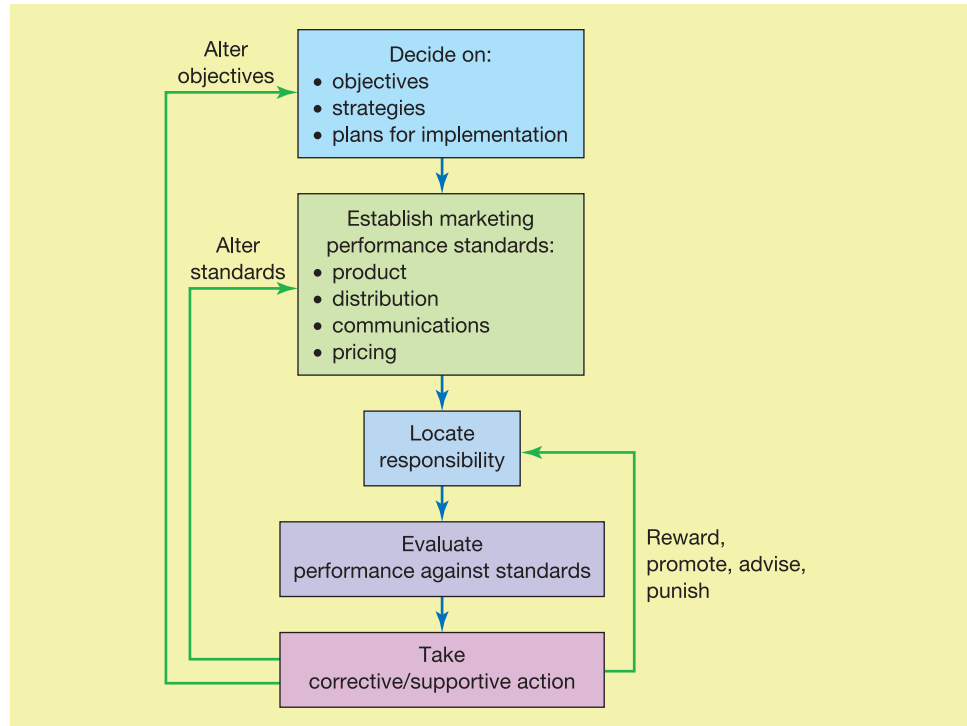 Alter
objectives
Decide on:
• objectives
• strategies
• plans for implementation
Alter
standards
Establish marketing
performance standards:
• product
• distribution
• communications
• pricing
Locate
responsibility
Evaluate
performance against standards
Reward,
promote, advise,
punish
Take
corrective/supportive action